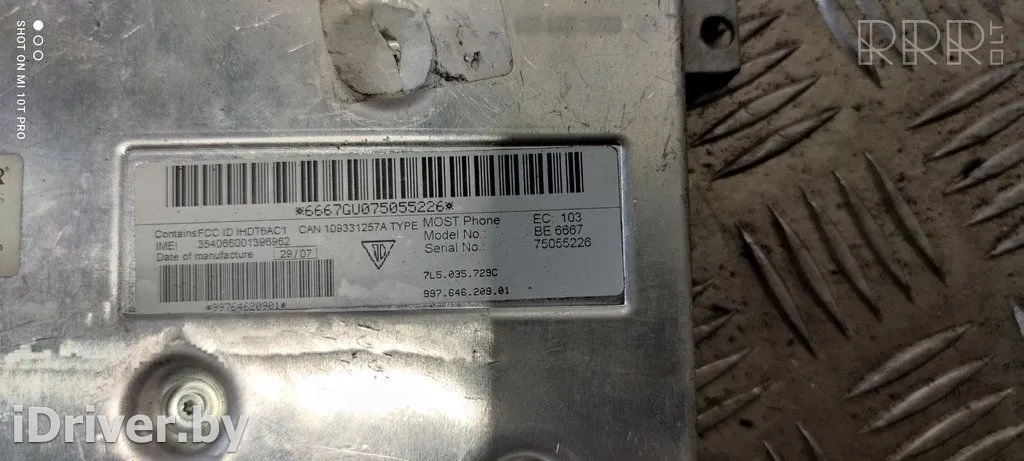 SHOT ON MI 10T PRO
RRR.LT
*6667GU075055226*
Contains FCC ID IHDT6AC1 CAN 109331257A TYPE MOST Phone EC: 103
IMEI 354066001396962 Model No.: BE 6667
Date of manufacture 29/07 Serial No.: 75055226
7L5.035.729C
*99764620901* 997.646.209.01
iDriver.by